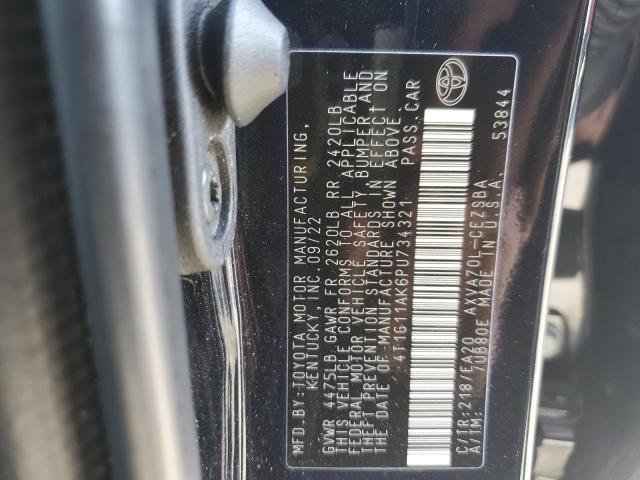 MFD.BY:TOYOTA MOTOR MANUFACTURING,
KENTUCKY, INC. 09/22
GVWR 4475LB GAWR FR 2620LB RR 2420LB
THIS VEHICLE CONFORMS TO ALL APPLICABLE
FEDERAL MOTOR VEHICLE SAFETY, BUMPER AND
THEFT PREVENTION STANDARDS IN EFFECT ON
THE DATE OF MANUFACTURE SHOWN ABOVE.
4T1G11AK6PU734321 PASS.CAR
C/TR:218/EA20 AXVA70L-CEZSBA
A/TM: /UB80E MADE IN U.S.A.
53844